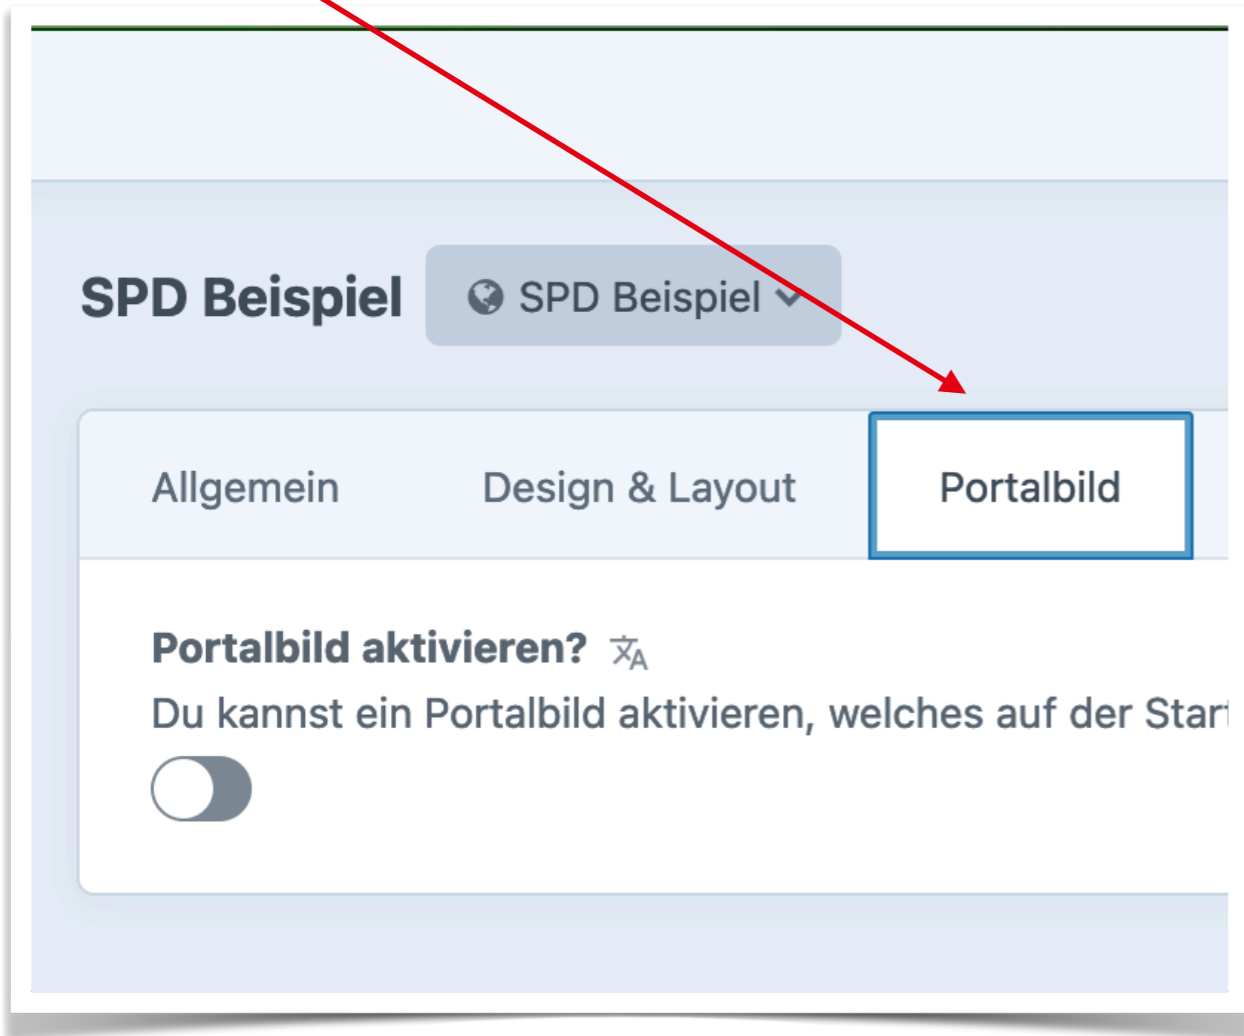 SPD Beispiel SPD Beispiel
Allgemein Design & Layout Portalbild
Portalbild aktivieren?
Du kannst ein Portalbild aktivieren, welches auf der